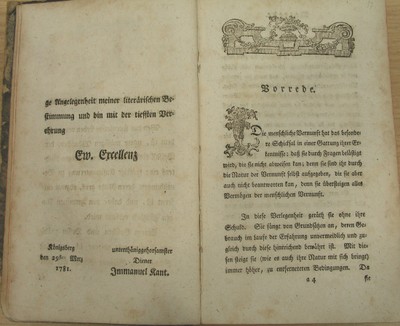 ge Angelegenheit meiner literärischen Be-
stimmung und bin mit der tiefsten Ver-
ehrung
Ew. Excellenz
Königsberg
den 29sten Merz
1781.
unterthäniggehorsamster
Diener
Immanuel Kant.
Vorrede.
Die menschliche Vernunft hat das besonde-
re Schicksal in einer Gattung ihrer Er-
kenntnisse: daß sie durch Fragen belästigt
wird, die sie nicht abweisen kan; denn sie sind ihr durch
die Natur der Vernunft selbst aufgegeben, die sie aber
auch nicht beantworten kan, denn sie übersteigen alles
Vermögen der menschlichen Vernunft.
In diese Verlegenheit geräth sie ohne ihre
Schuld. Sie fängt von Grundsätzen an, deren Ge-
brauch im Laufe der Erfahrung unvermeidlich und zu-
gleich durch diese hinreichend bewährt ist. Mit die-
sen steigt sie (wie es auch ihre Natur mit sich bringt)
immer höher, zu entfernteren Bedingungen. Da
a 4
sie